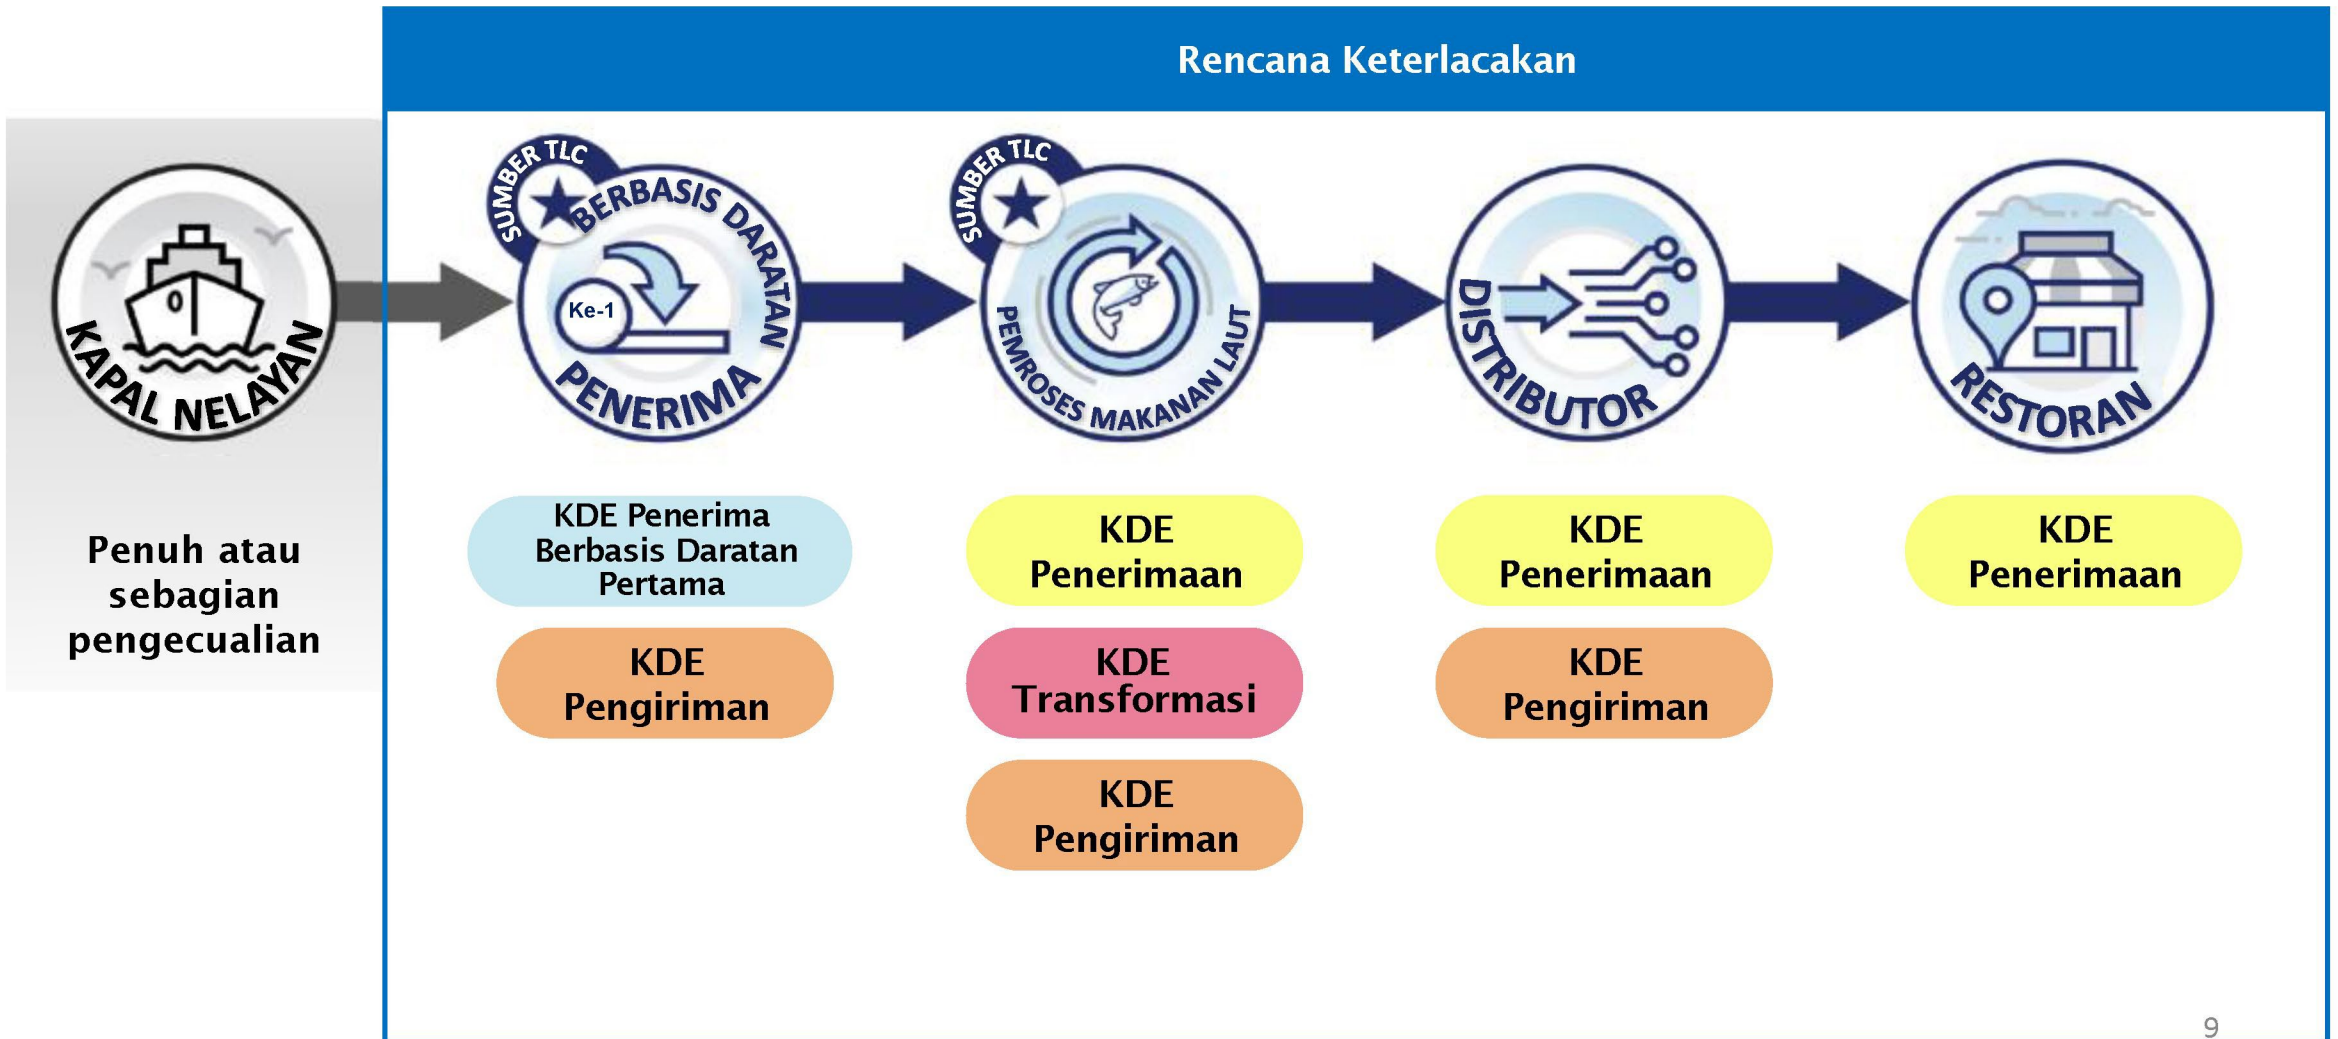 Rencana Keterlacakan
KAPAL NELAYAN
Penuh atau
sebagian
pengecualian
SUMBER TLC
BERBASIS DARATAN
Ke-1
PENERIMA
KDE Penerima
Berbasis Daratan
Pertama
KDE
Pengiriman
SUMBER TLC
PEMROSES MAKANAN LAUT
KDE
Penerimaan
KDE
Transformasi
KDE
Pengiriman
DISTRIBUTOR
KDE
Penerimaan
KDE
Pengiriman
RESTORAN
KDE
Penerimaan
9